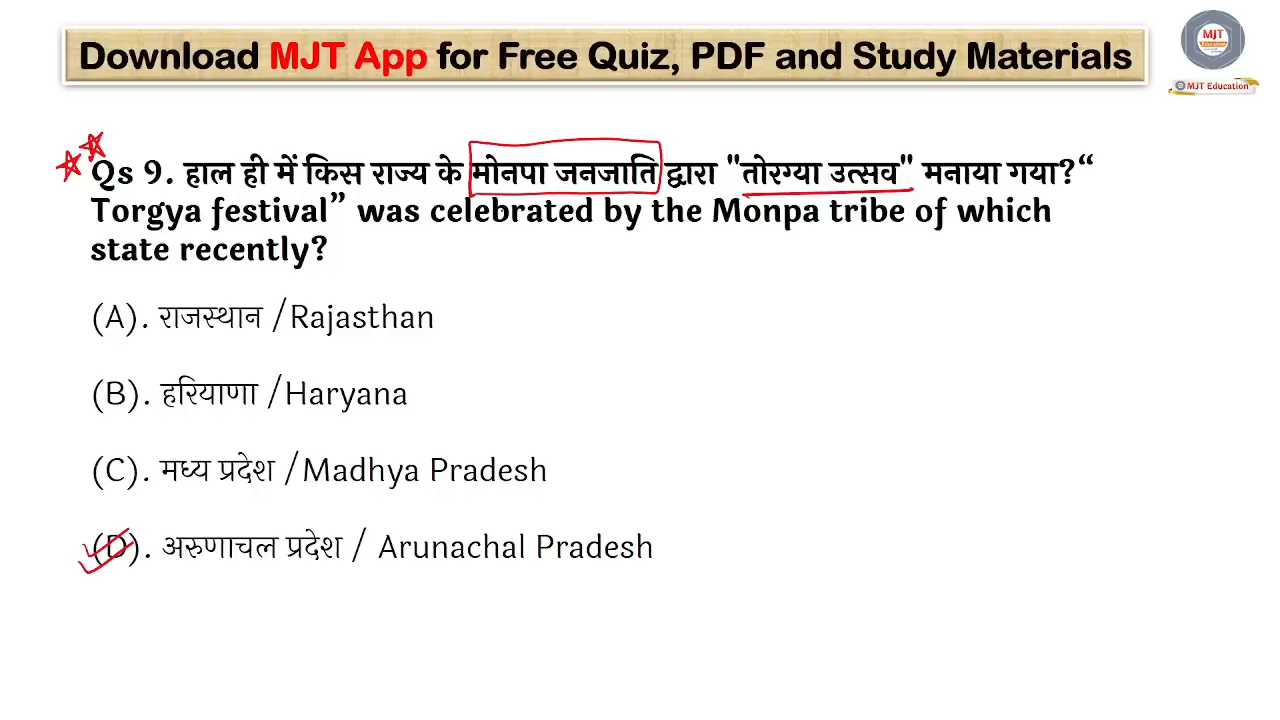 Download MJT App for Free Quiz, PDF and Study Materials
MJT
Education
MJT Education
Qs 9. हाल ही में किस राज्य के मोनपा जनजाति द्वारा "तोरग्या उत्सव" मनाया गया?“
Torgya festival” was celebrated by the Monpa tribe of which
state recently?
(A). राजस्थान /Rajasthan
(B). हरियाणा /Haryana
(C). मध्य प्रदेश /Madhya Pradesh
(D). अरुणाचल प्रदेश / Arunachal Pradesh